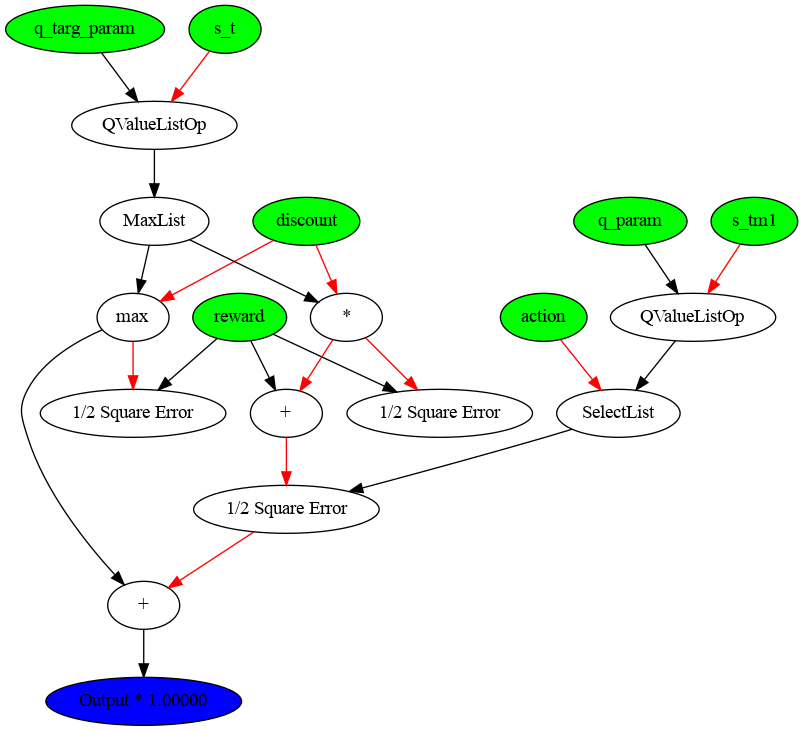 q_targ_param
s_t
QValueListOp
MaxList
discount
q_param
s_tm1
max
reward
*
action
QValueListOp
1/2 Square Error
+
1/2 Square Error
SelectList
1/2 Square Error
+
Output * 1.00000